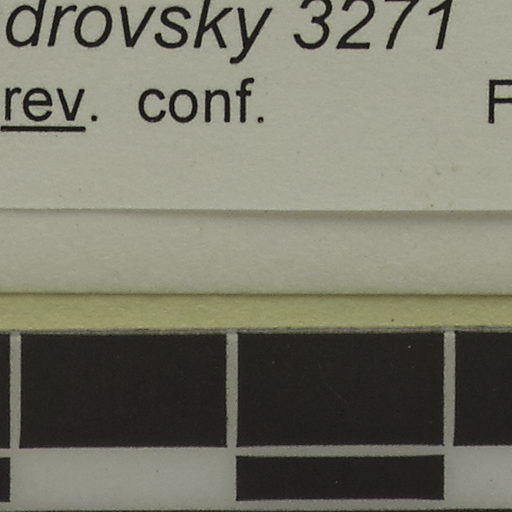 drovsky 3271
rev. conf.